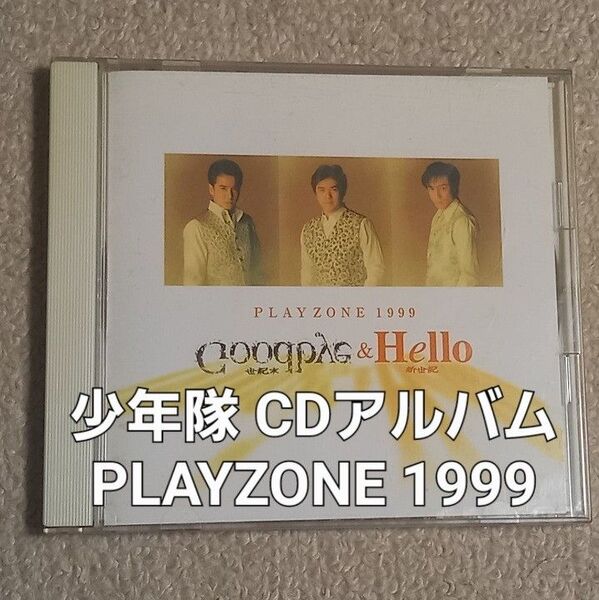 PLAYZONE 1999
Goodbye & Hello
世紀末 新世紀
少年隊 CDアルバム
PLAYZONE 1999